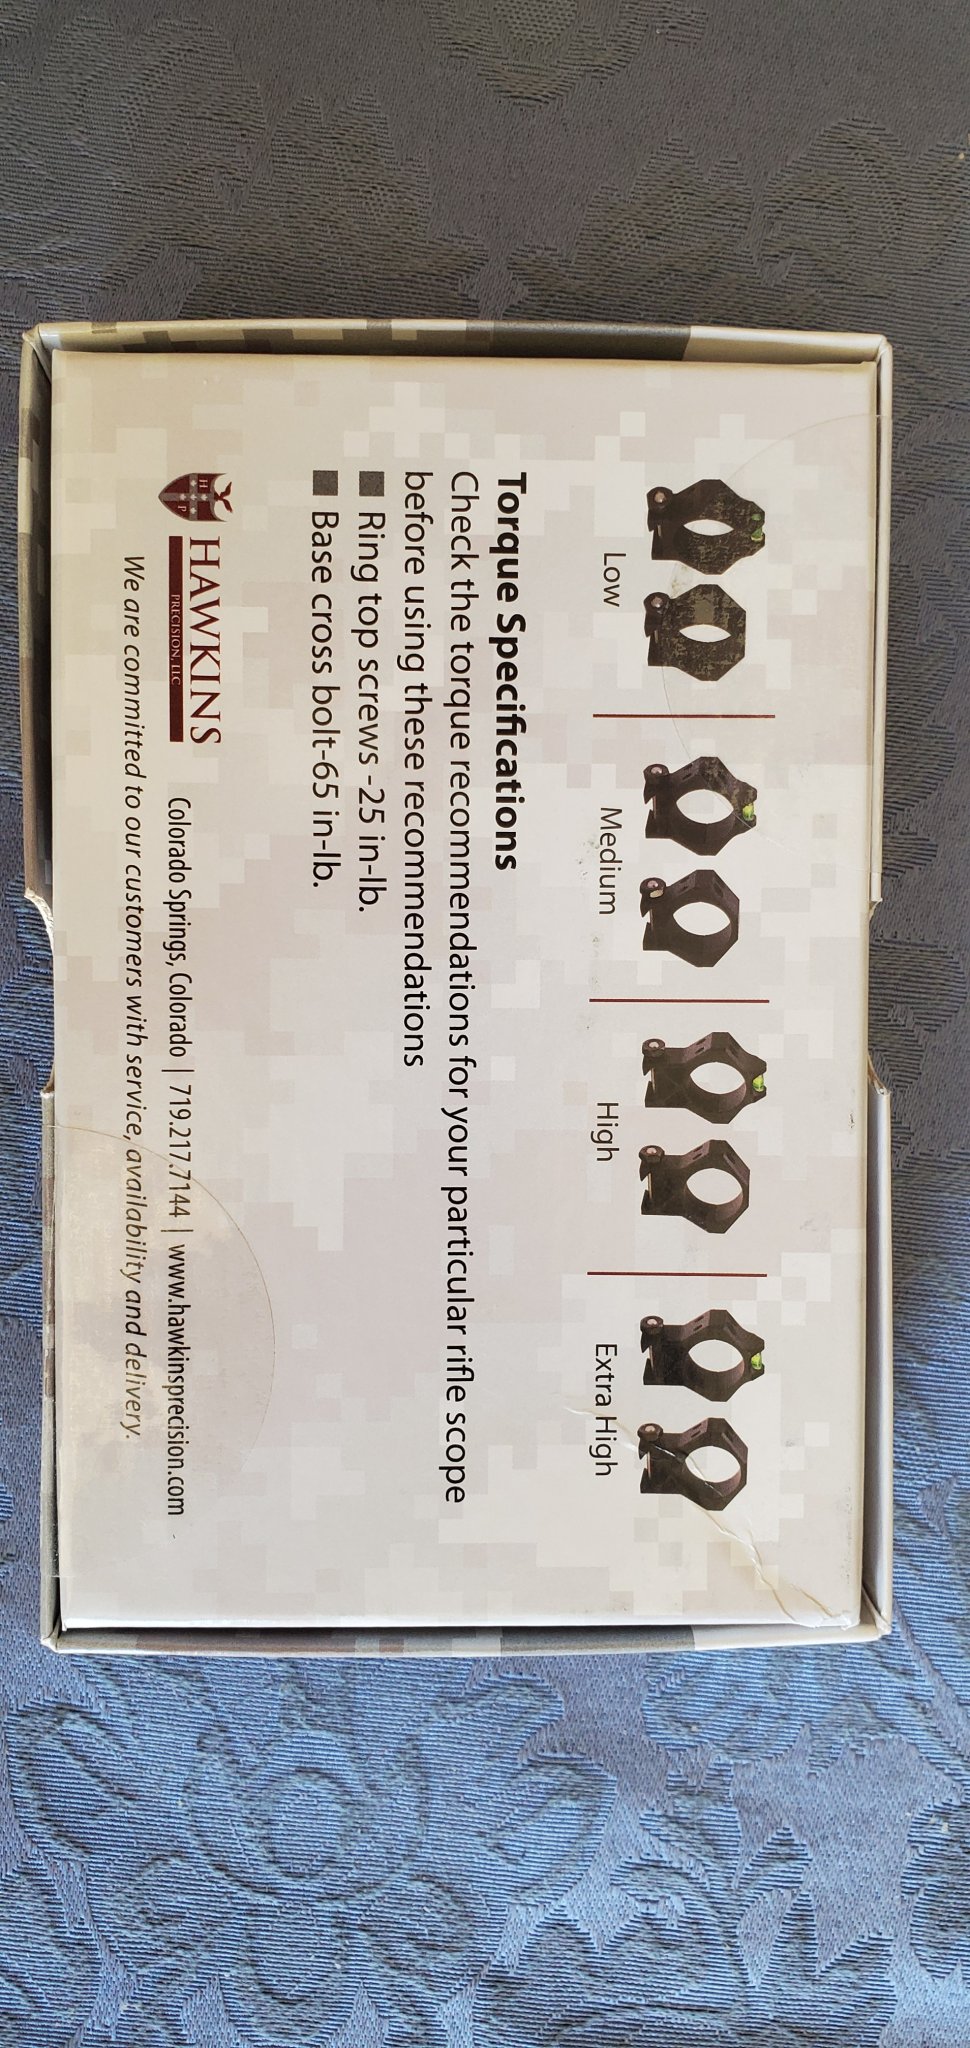 Low
Medium
High
Extra High
Torque Specifications
Check the torque recommendations for your particular rifle scope
before using these recommendations
■ Ring top screws -25 in-lb.
■ Base cross bolt-65 in-lb.
H P
HAWKINS
PRECISION, LLC
Colorado Springs, Colorado | 719.217.7144 | www.hawkinsprecision.com
We are committed to our customers with service, availability and delivery.